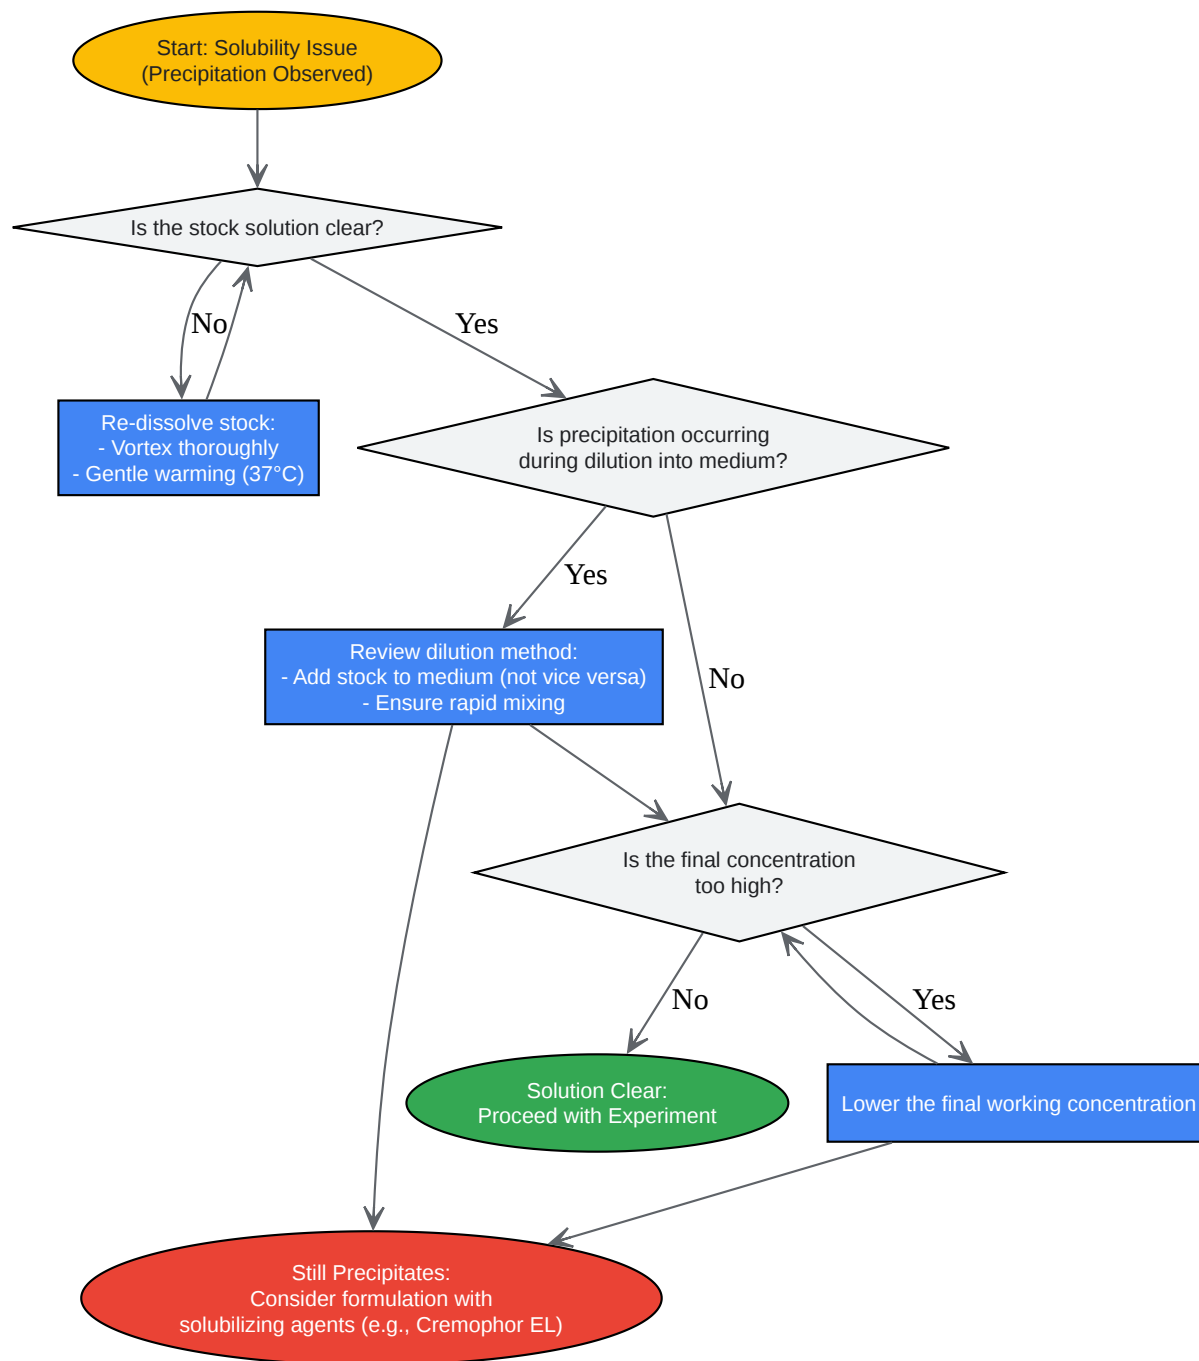 Start: Solubility Issue
(Precipitation Observed)
Is the stock solution clear?
No
Yes
Re-dissolve stock:
- Vortex thoroughly
- Gentle warming (37°C)
Is precipitation occurring
during dilution into medium?
Yes
No
Review dilution method:
- Add stock to medium (not vice versa)
- Ensure rapid mixing
Is the final concentration
too high?
No
Yes
Solution Clear:
Proceed with Experiment
Lower the final working concentration
Still Precipitates:
Consider formulation with
solubilizing agents (e.g., Cremophor EL)